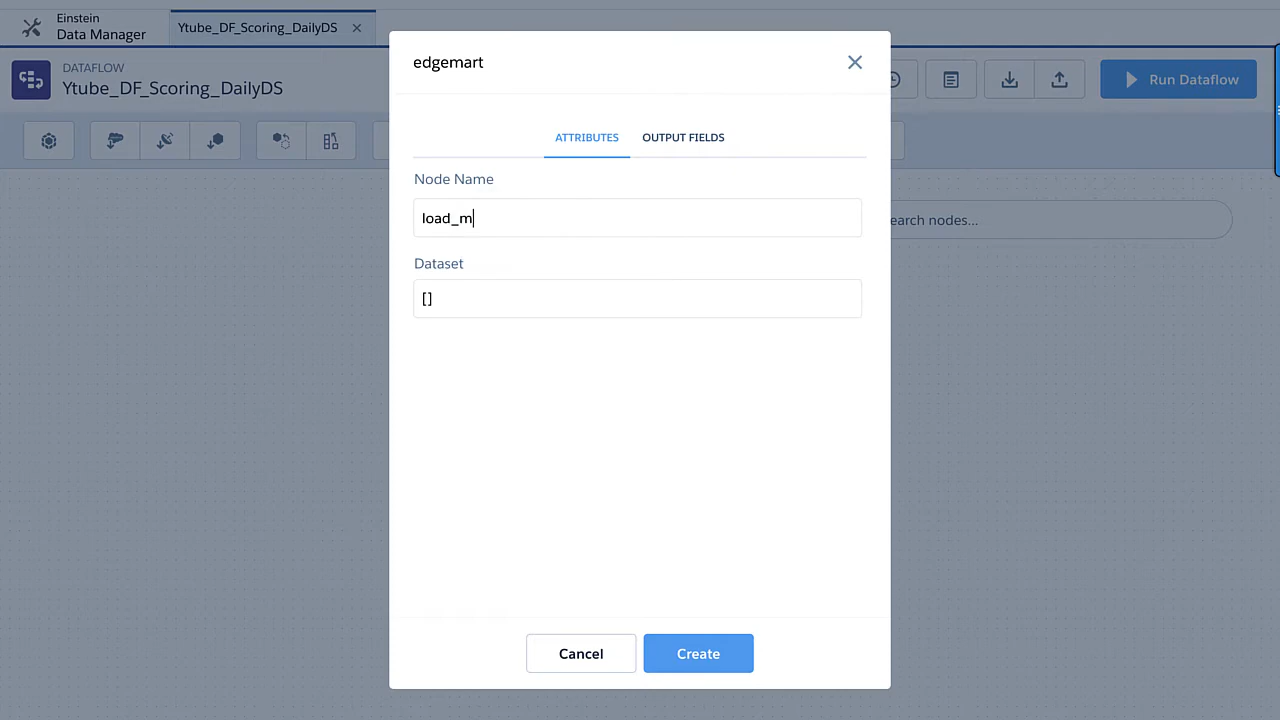 Einstein
Data Manager
Ytube_DF_Scoring_DailyDS
DATAFLOW
Ytube_DF_Scoring_DailyDS
Run Dataflow
edgemart
ATTRIBUTES
OUTPUT FIELDS
Node Name
load_m
earch nodes...
Dataset
[]
Cancel
Create